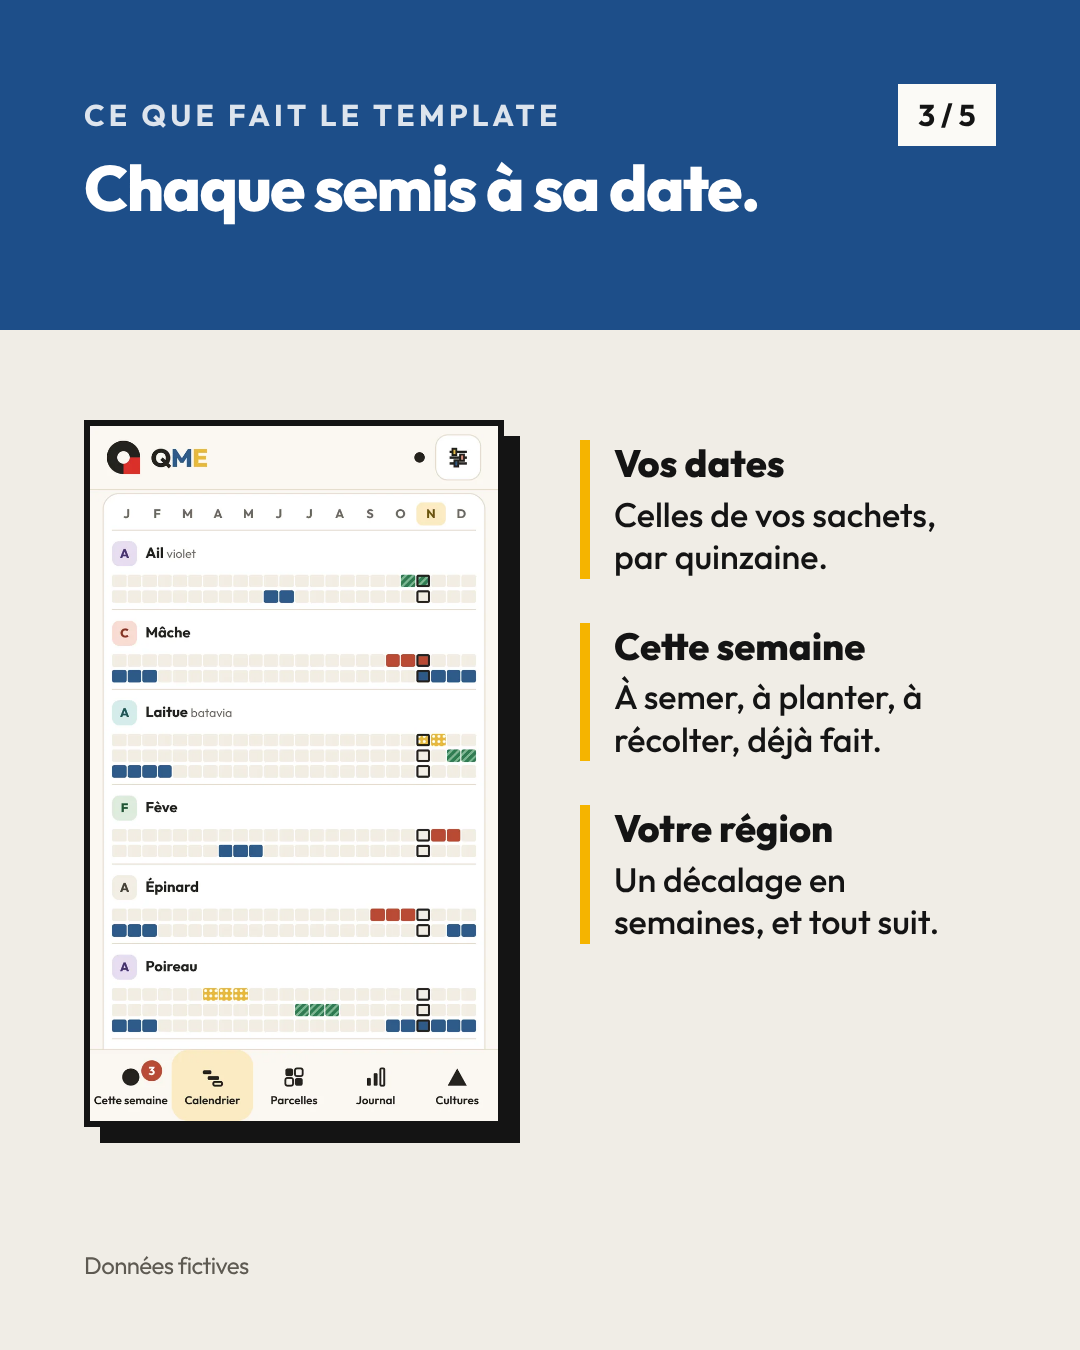 CE QUE FAIT LE TEMPLATE
3 / 5
Chaque semis à sa date.
QME
J F M A M J J A S O N D
A Ail violet
C Mâche
A Laitue batavia
F Fève
A Épinard
A Poireau
3
Cette semaine Calendrier Parcelles Journal Cultures
Vos dates
Celles de vos sachets,
par quinzaine.
Cette semaine
À semer, à planter, à
récolter, déjà fait.
Votre région
Un décalage en
semaines, et tout suit.
Données fictives